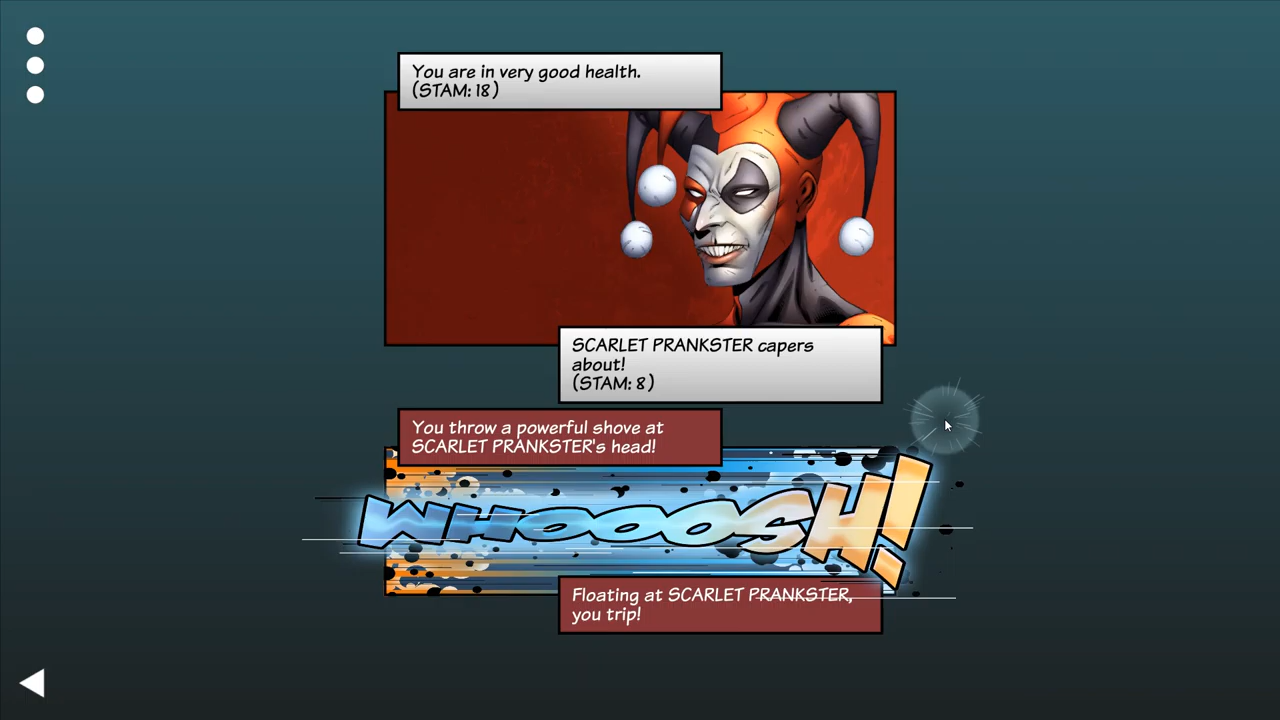 You are in very good health.
(STAM: 18)
SCARLET PRANKSTER capers
about!
(STAM: 8)
You throw a powerful shove at
SCARLET PRANKSTER's head!
WHOOOSH!
Floating at SCARLET PRANKSTER,
you trip!